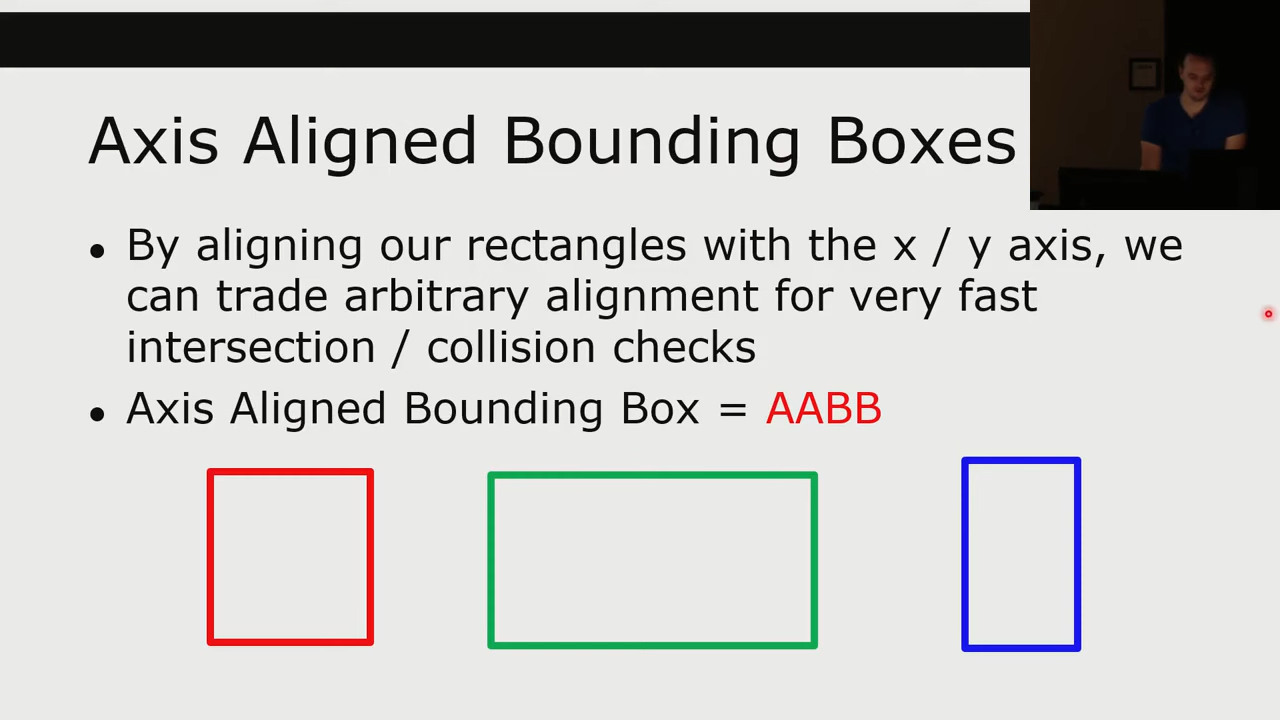 Axis Aligned Bounding Boxes
• By aligning our rectangles with the x / y axis, we
can trade arbitrary alignment for very fast
intersection / collision checks
• Axis Aligned Bounding Box = AABB